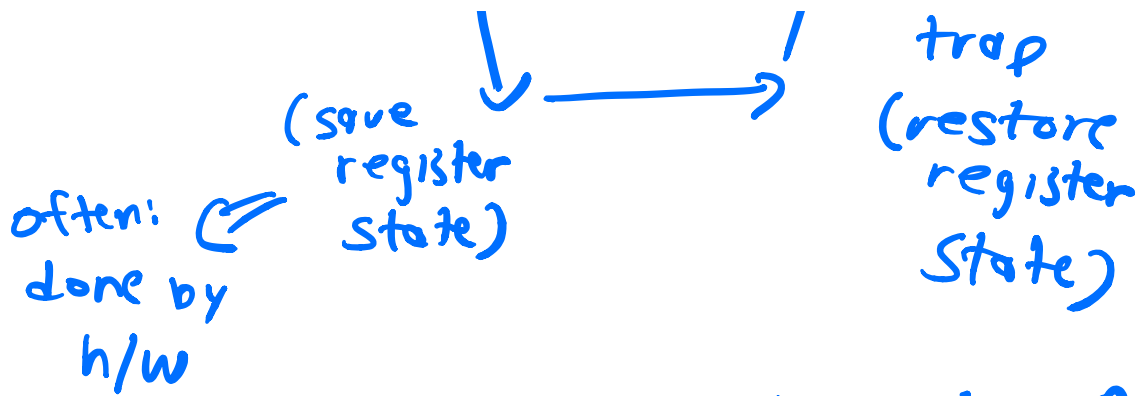 trap
(save
register
state)
(restore
register
state)
often:
done by
h/w